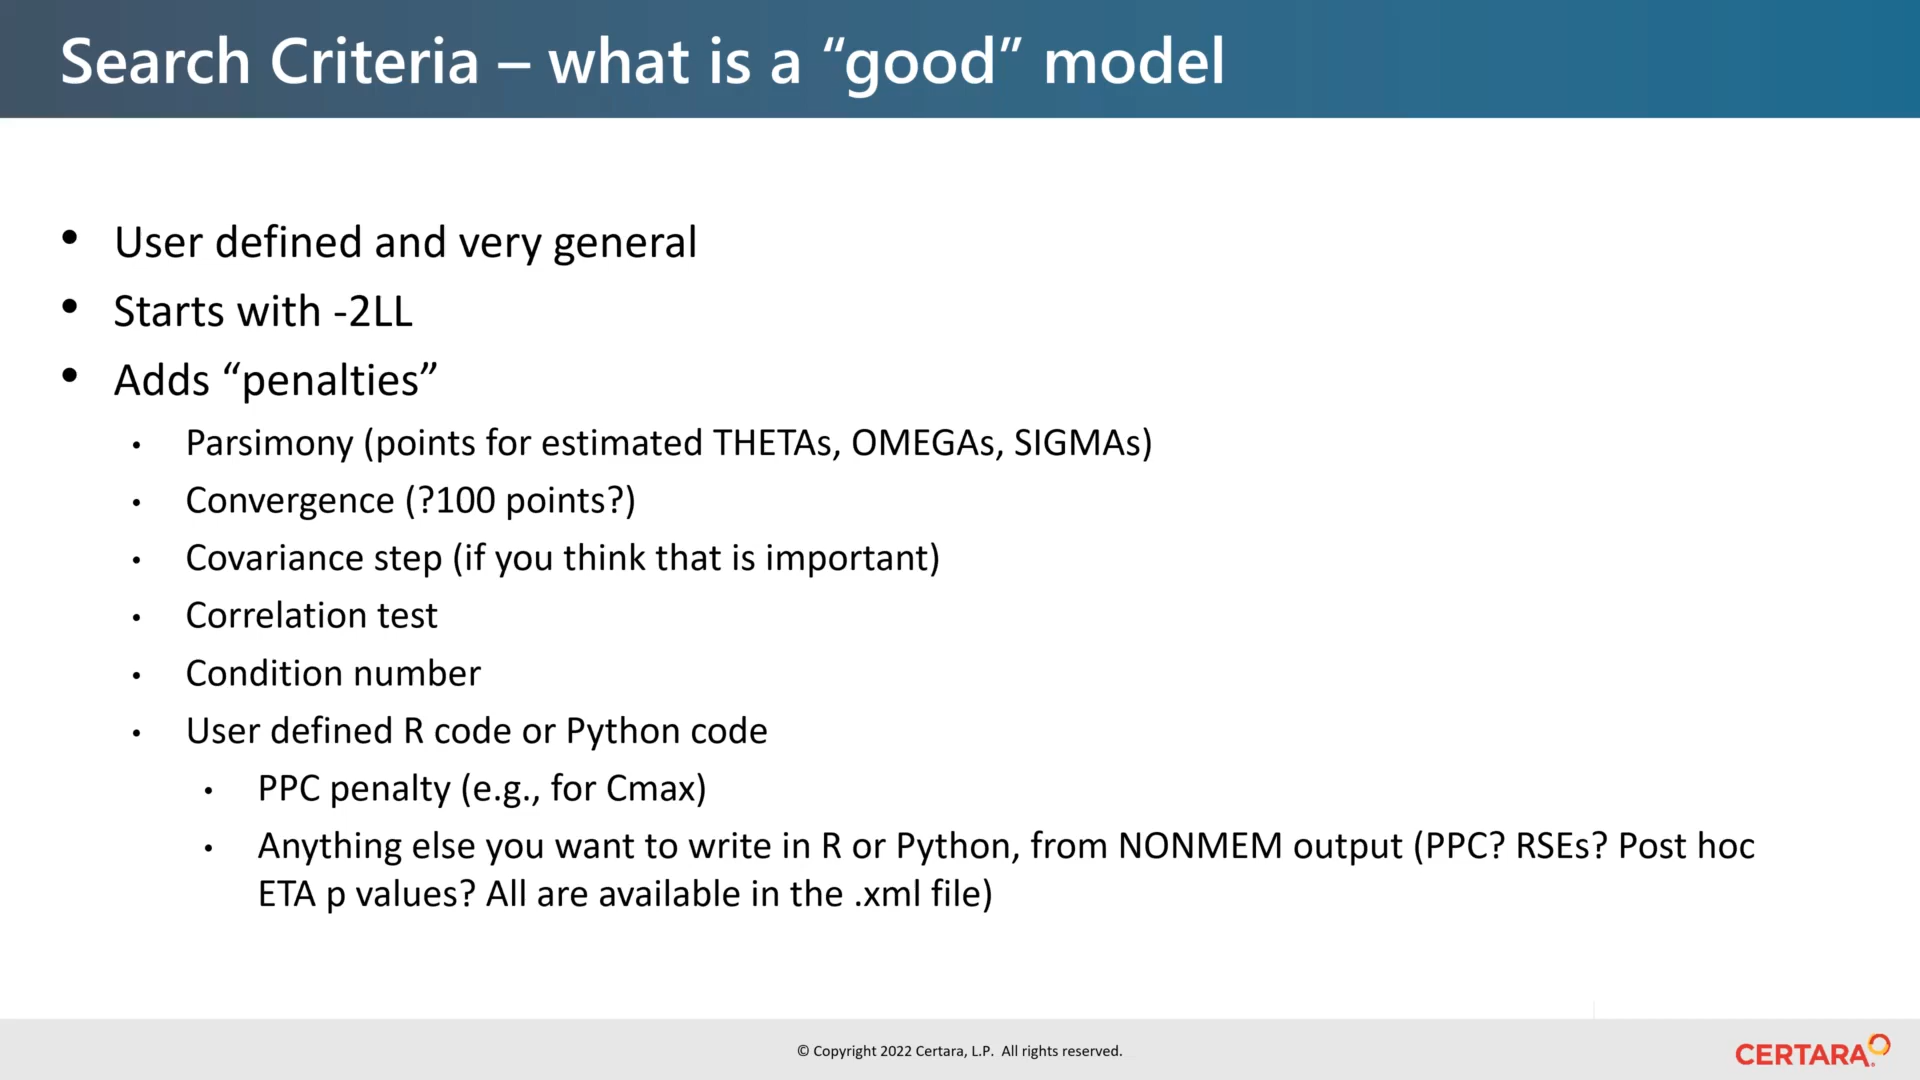 Search Criteria – what is a “good” model
• User defined and very general
• Starts with -2LL
• Adds “penalties”
• Parsimony (points for estimated THETAs, OMEGAs, SIGMAs)
• Convergence (?100 points?)
• Covariance step (if you think that is important)
• Correlation test
• Condition number
• User defined R code or Python code
• PPC penalty (e.g., for Cmax)
• Anything else you want to write in R or Python, from NONMEM output (PPC? RSEs? Post hoc
ETA p values? All are available in the .xml file)
© Copyright 2022 Certara, L.P. All rights reserved.
CERTARA